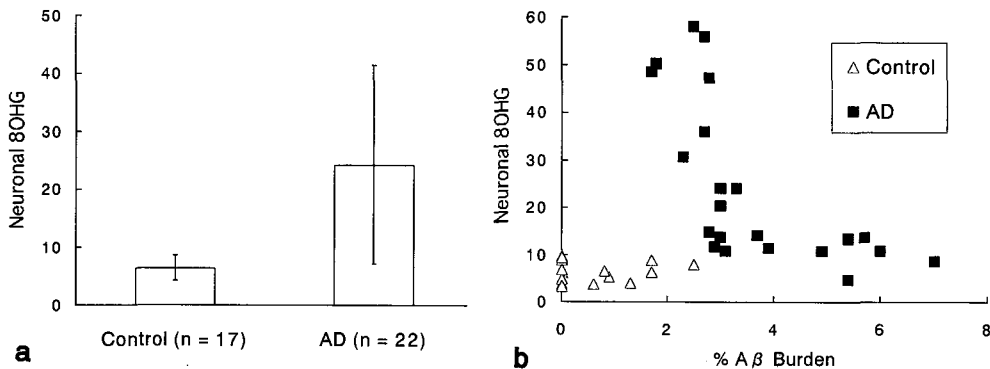 50
40
30
20
10
0
Neuronal 8OHG
Control (n = 17)
AD (n = 22)
a
60
50
40
30
20
10
0
Neuronal 8OHG
Control
AD
0
2
4
6
8
% Aβ Burden
b